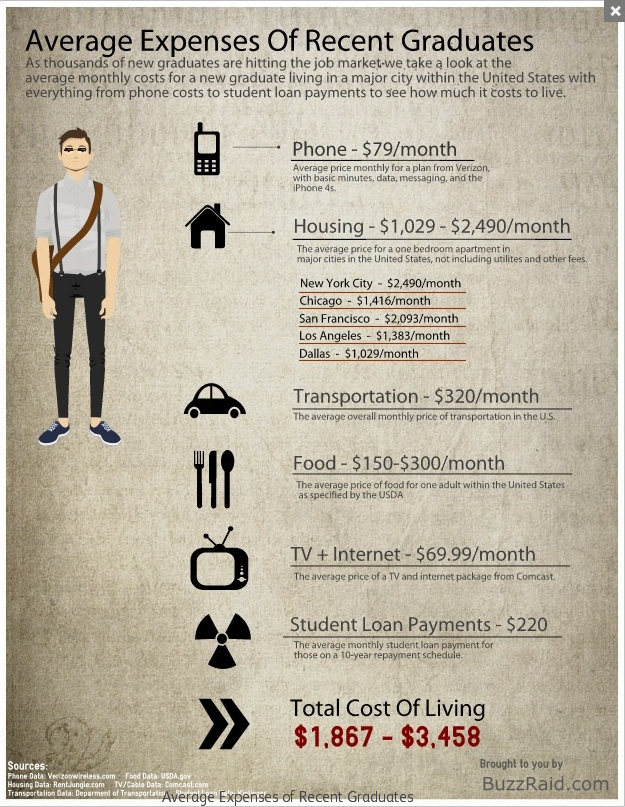 Average Expenses Of Recent Graduates
As thousands of new graduates are hitting the job market-we take a look at the
average monthly costs for a new graduate living in a major city within the United States with
everything from phone costs to student loan payments to see how much it costs to live.
Phone - $79/month
Average price monthly for a plan from Verizon,
with basic minutes, data, messaging, and the
iPhone 4s.
Housing - $1,029 - $2,490/month
The average price for a one bedroom apartment in
major cities in the United States, not including utilites and other fees.
New York City - $2,490/month
Chicago - $1,416/month
San Francisco - $2,093/month
Los Angeles - $1,383/month
Dallas - $1,029/month
Transportation - $320/month
The average overall monthly price of transportation in the U.S.
Food - $150-$300/month
The average price of food for one adult within the United States
as specified by the USDA
TV + Internet - $69.99/month
The average price of a TV and internet package from Comcast.
Student Loan Payments - $220
The average monthly student loan payment for
those on a 10-year repayment schedule.
Total Cost Of Living
$1,867 - $3,458
Sources:
Phone Data: Verizonwireless.com Food Data: USDA.gov
Housing Data: RentJungle.com TV/Cable Data: Comcast.com
Transportation Data: Deparment of Transportation
Average Expenses of Recent Graduates
Brought to you by
BuzzRaid.com